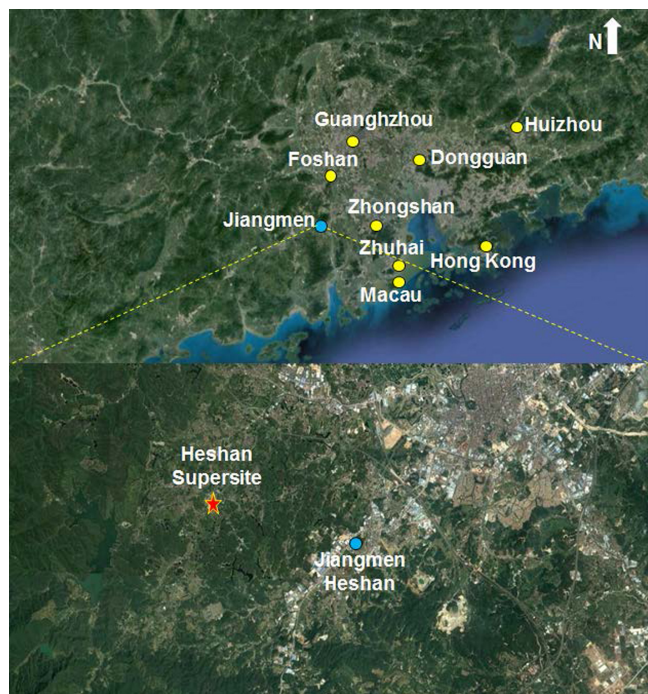 N
Guanghzhou
Huizhou
Foshan
Dongguan
Jiangmen
Zhongshan
Zhuhai
Hong Kong
Macau
Heshan
Supersite
Jiangmen
Heshan